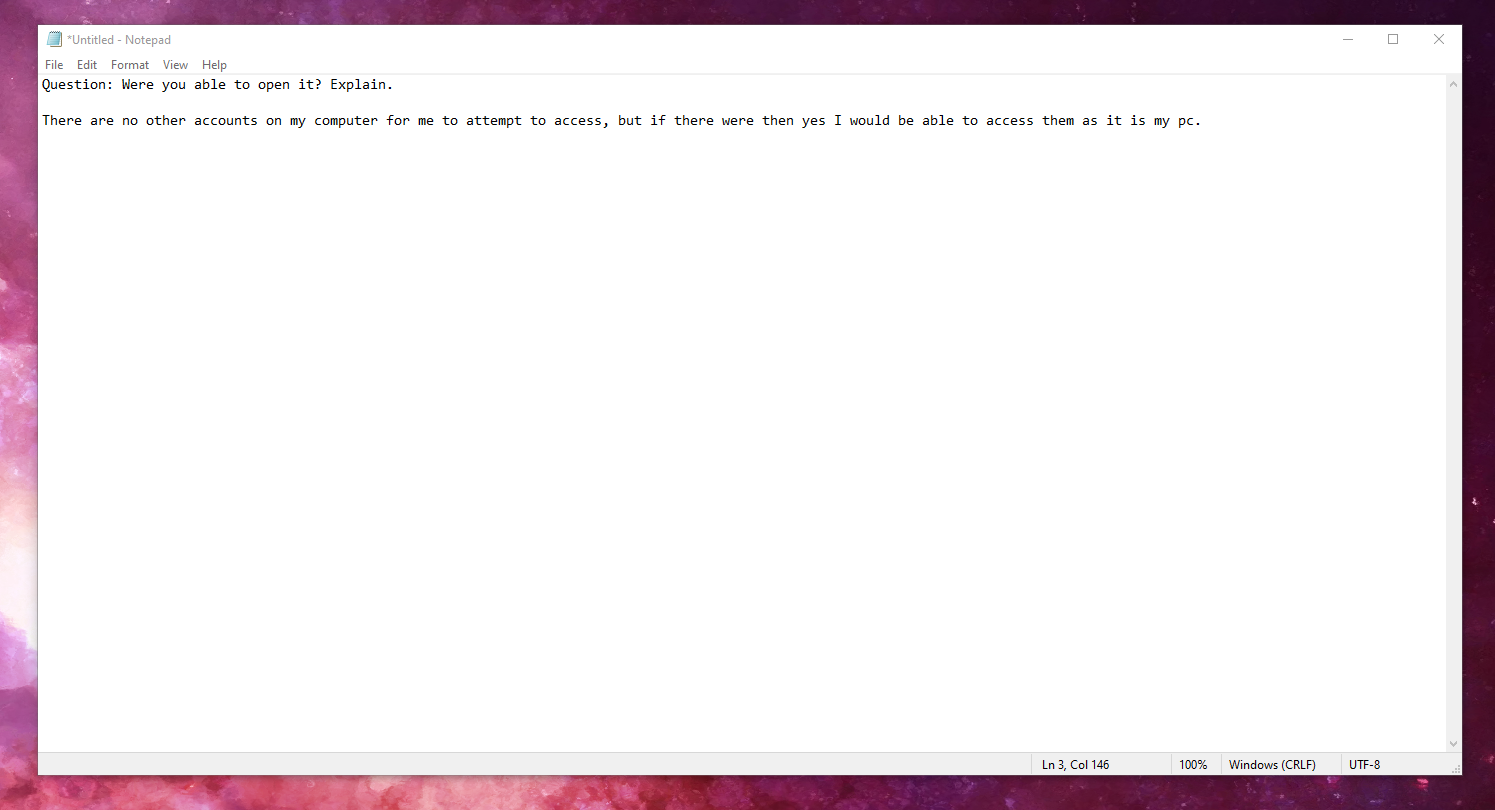 *Untitled - Notepad
File Edit Format View Help
Question: Were you able to open it? Explain.
There are no other accounts on my computer for me to attempt to access, but if there were then yes I would be able to access them as it is my pc.
Ln 3, Col 146 100% Windows (CRLF) UTF-8